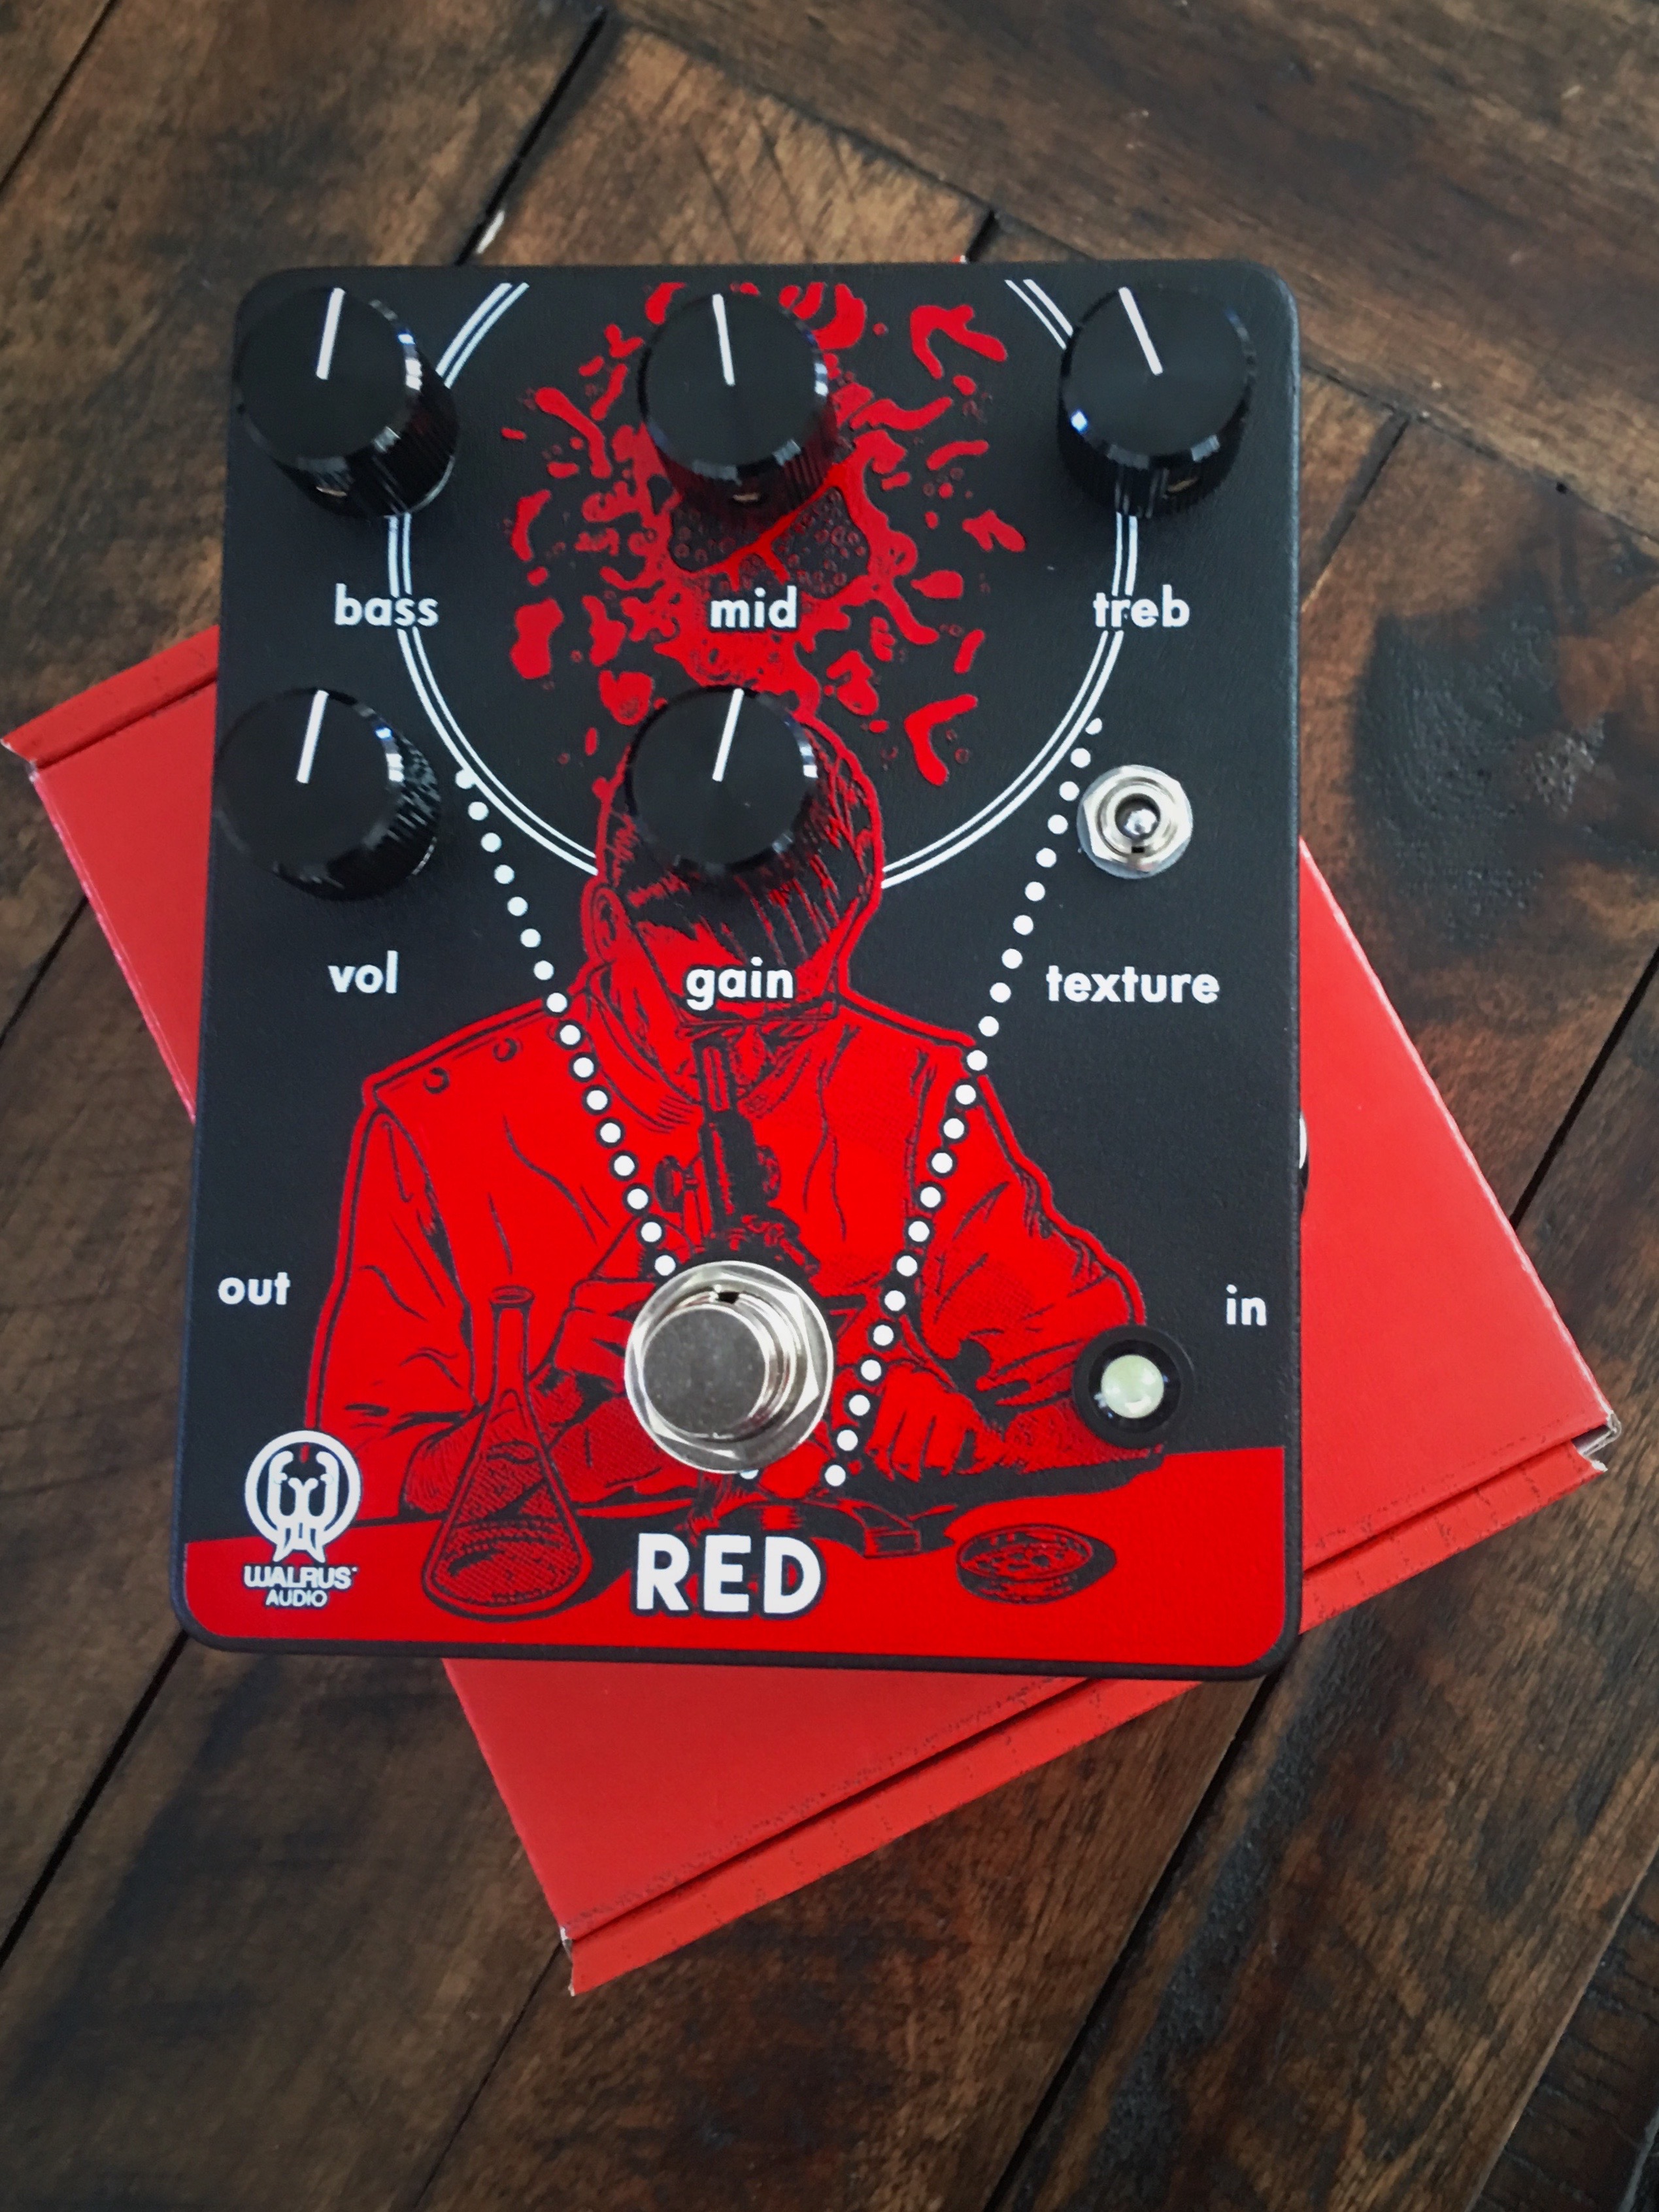 bass mid treb
vol gain texture
out in
WALRUS
AUDIO
RED